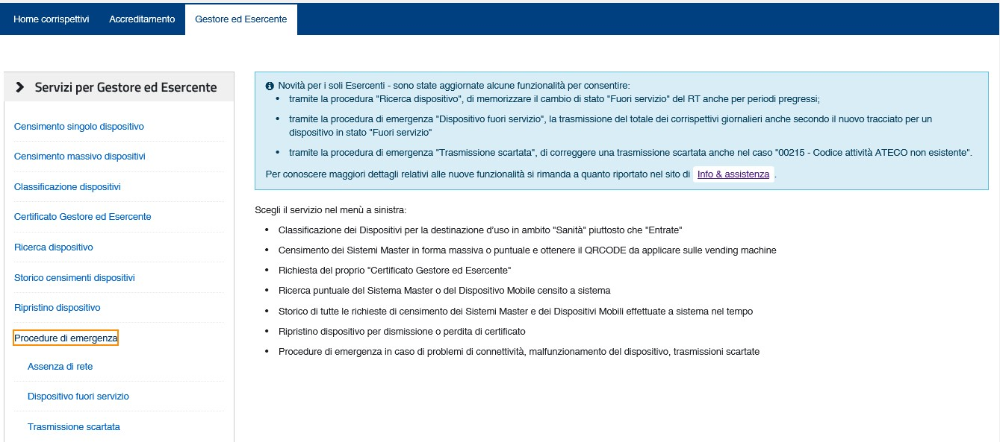 Home corrispettivi
Accreditamento
Gestore ed Esercente
Servizi per Gestore ed Esercente
Censimento singolo dispositivo
Censimento massivo dispositivi
Classificazione dispositivi
Certificato Gestore ed Esercente
Ricerca dispositivo
Storico censimenti dispositivi
Ripristino dispositivo
Procedure di emergenza
Assenza di rete
Dispositivo fuori servizio
Trasmissione scartata
Novità per i soli Esercenti - sono state aggiornate alcune funzionalità per consentire:
• tramite la procedura "Ricerca dispositivo", di memorizzare il cambio di stato "Fuori servizio" del RT anche per periodi pregressi;
• tramite la procedura di emergenza "Dispositivo fuori servizio", la trasmissione del totale dei corrispettivi giornalieri anche secondo il nuovo tracciato per un
dispositivo in stato "Fuori servizio"
• tramite la procedura di emergenza "Trasmissione scartata", di correggere una trasmissione scartata anche nel caso "00215 - Codice attività ATECO non esistente".
Per conoscere maggiori dettagli relativi alle nuove funzionalità si rimanda a quanto riportato nel sito di Info & assistenza .
Scegli il servizio nel menù a sinistra:
• Classificazione dei Dispositivi per la destinazione d'uso in ambito "Sanità" piuttosto che "Entrate"
• Censimento dei Sistemi Master in forma massiva o puntuale e ottenere il QRCODE da applicare sulle vending machine
• Richiesta del proprio "Certificato Gestore ed Esercente"
• Ricerca puntuale del Sistema Master o del Dispositivo Mobile censito a sistema
• Storico di tutte le richieste di censimento dei Sistemi Master e dei Dispositivi Mobili effettuate a sistema nel tempo
• Ripristino dispositivo per dismissione o perdita di certificato
• Procedure di emergenza in caso di problemi di connettività, malfunzionamento del dispositivo, trasmissioni scartate